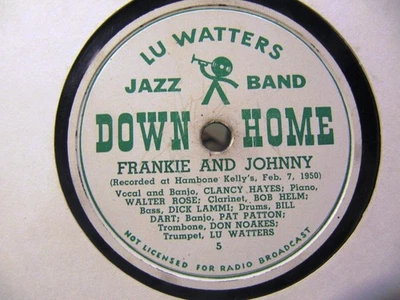 LU WATTERS
JAZZ BAND
DOWN HOME
FRANKIE AND JOHNNY
(Recorded at Hambone Kelly's, Feb. 7, 1950)
Vocal and Banjo, CLANCY HAYES; Piano,
WALTER ROSE; Clarinet, BOB HELM;
Bass, DICK LAMMI; Drums, BILL
DART; Banjo, PAT PATTON;
Trombone, DON NOAKES;
Trumpet, LU WATTERS
5
NOT LICENSED FOR RADIO BROADCAST